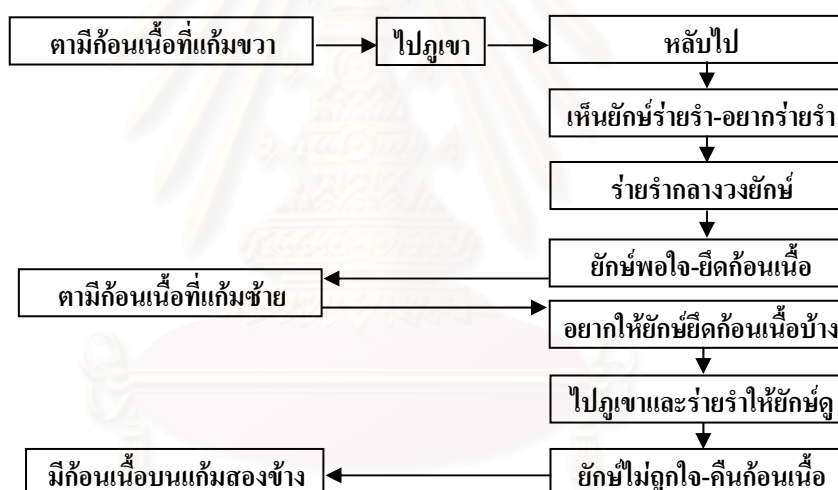 ตามีก้อนเนื้อที่แก้มขวา
ไปภูเขา
หลับไป
เห็นยักษ์ร่ายรำ-อยากร่ายรำ
ร่ายรำกลางวงยักษ์
ยักษ์พอใจ-ยึดก้อนเนื้อ
ตามีก้อนเนื้อที่แก้มซ้าย
อยากให้ยักษ์ยึดก้อนเนื้อบ้าง
ไปภูเขาและร่ายรำให้ยักษ์ดู
ยักษ์ไม่ถูกใจ-คืนก้อนเนื้อ
มีก้อนเนื้อบนแก้มสองข้าง